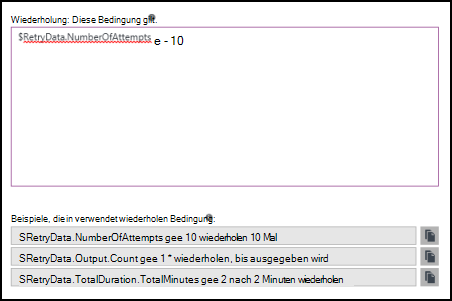 Wiederholung: Diese Bedingung gilt.
$RetryData.NumberOfAttempts e - 10
Beispiele, die in verwendet wiederholen Bedingung:
SRetryData.NumberOfAttempts gee 10 wiederholen 10 Mal
SRetryData.Output.Count gee 1 * wiederholen, bis ausgegeben wird
SRetryData.TotalDuration.TotalMinutes gee 2 nach 2 Minuten wiederholen